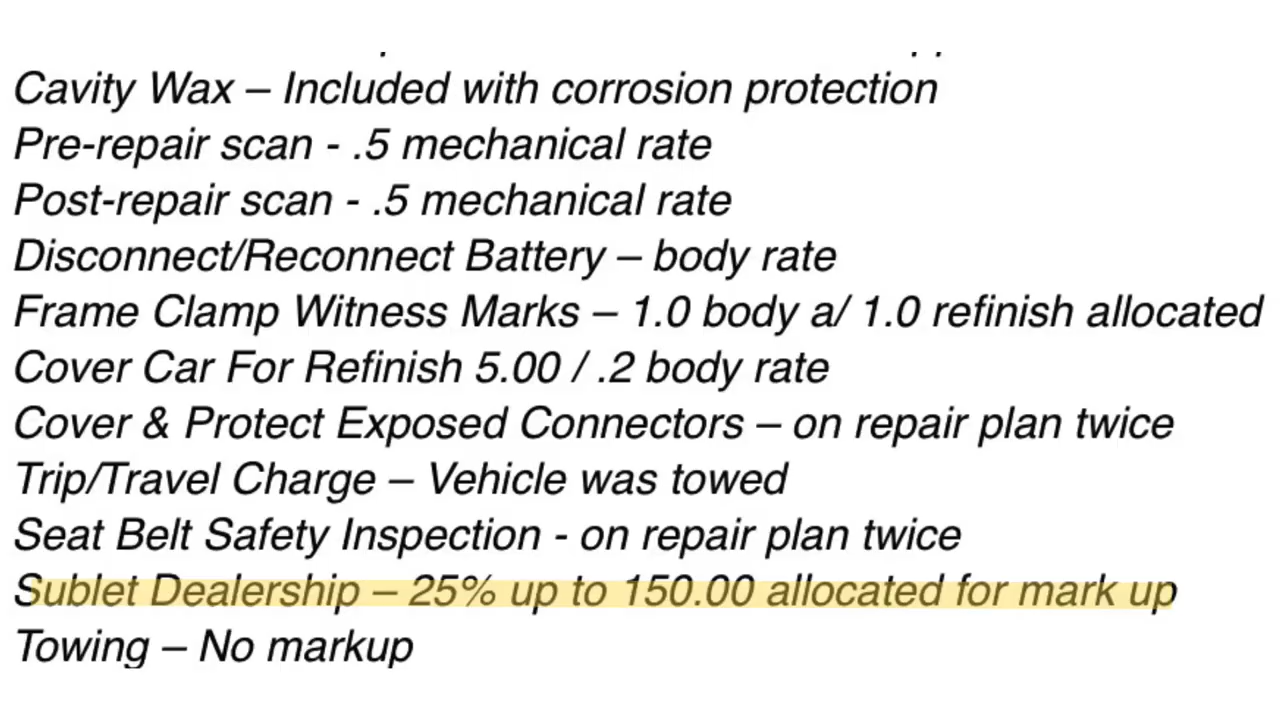 Cavity Wax – Included with corrosion protection
Pre-repair scan - .5 mechanical rate
Post-repair scan - .5 mechanical rate
Disconnect/Reconnect Battery – body rate
Frame Clamp Witness Marks – 1.0 body a/ 1.0 refinish allocated
Cover Car For Refinish 5.00 / .2 body rate
Cover & Protect Exposed Connectors – on repair plan twice
Trip/Travel Charge – Vehicle was towed
Seat Belt Safety Inspection - on repair plan twice
Sublet Dealership – 25% up to 150.00 allocated for mark up
Towing – No markup